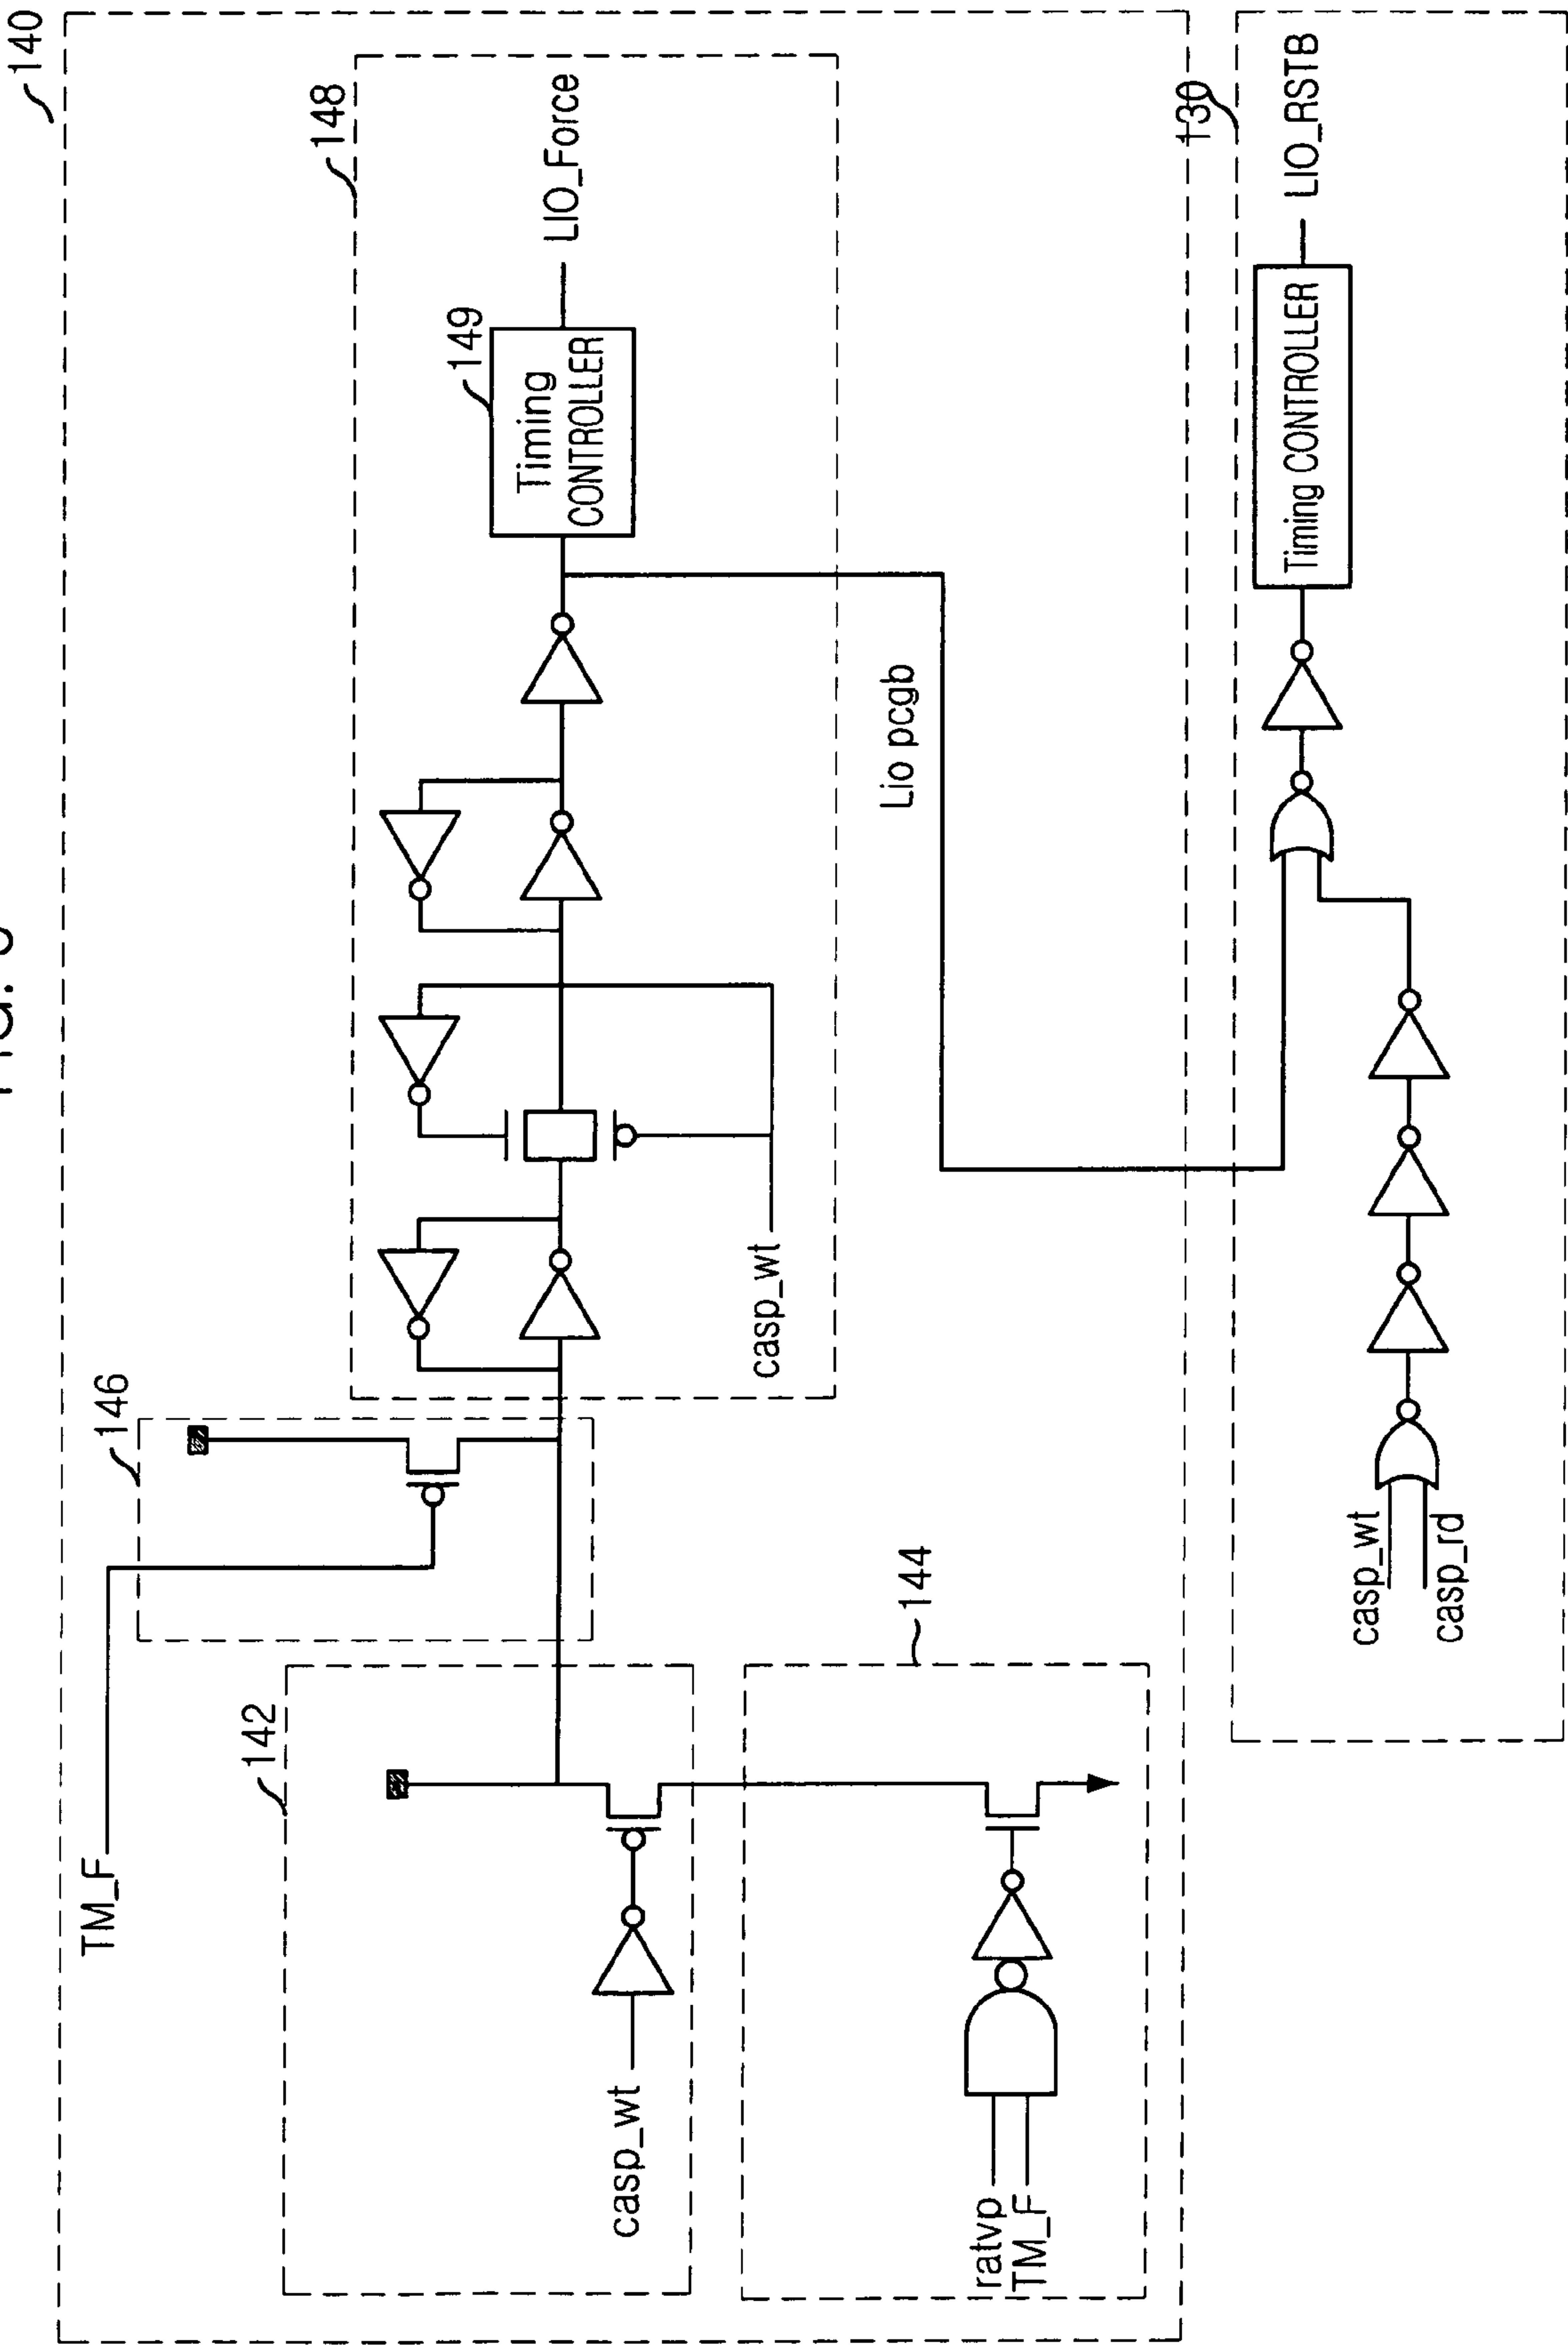 140
TM_F
146
142
148
149
Timing
CONTROLLER
LIO_Force
casp_wt
casp_wt
Lio pcgb
144
ratvp
TM_F
130
Timing CONTROLLER
LIO_RSTB
casp_wt
casp_rd